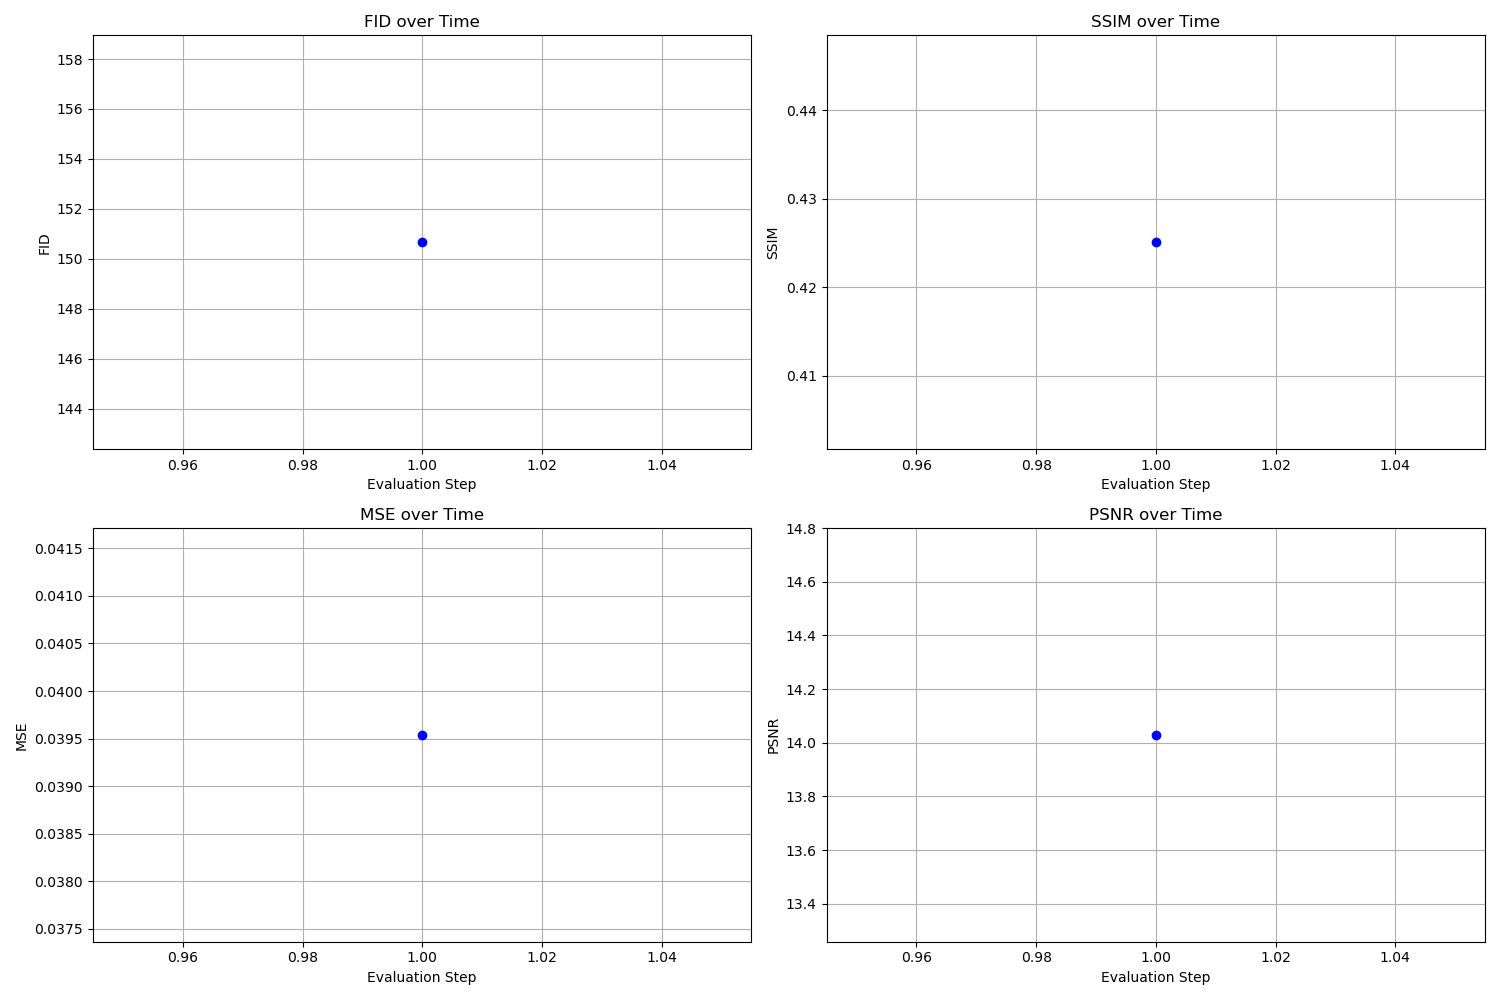 FID over Time
158
156
154
152
150
148
146
144
FID
0.96 0.98 1.00 1.02 1.04
Evaluation Step
SSIM over Time
0.44
0.43
0.42
0.41
SSIM
0.96 0.98 1.00 1.02 1.04
Evaluation Step
MSE over Time
0.0415
0.0410
0.0405
0.0400
0.0395
0.0390
0.0385
0.0380
0.0375
MSE
0.96 0.98 1.00 1.02 1.04
Evaluation Step
PSNR over Time
14.8
14.6
14.4
14.2
14.0
13.8
13.6
13.4
PSNR
0.96 0.98 1.00 1.02 1.04
Evaluation Step